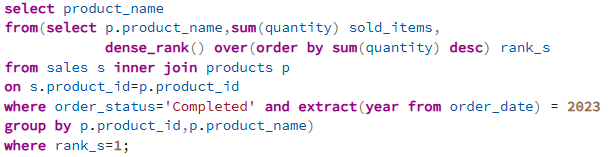 select product_name
from(select p.product_name,sum(quantity) sold_items,
dense_rank() over(order by sum(quantity) desc) rank_s
from sales s inner join products p
on s.product_id=p.product_id
where order_status='Completed' and extract(year from order_date) = 2023
group by p.product_id,p.product_name)
where rank_s=1;